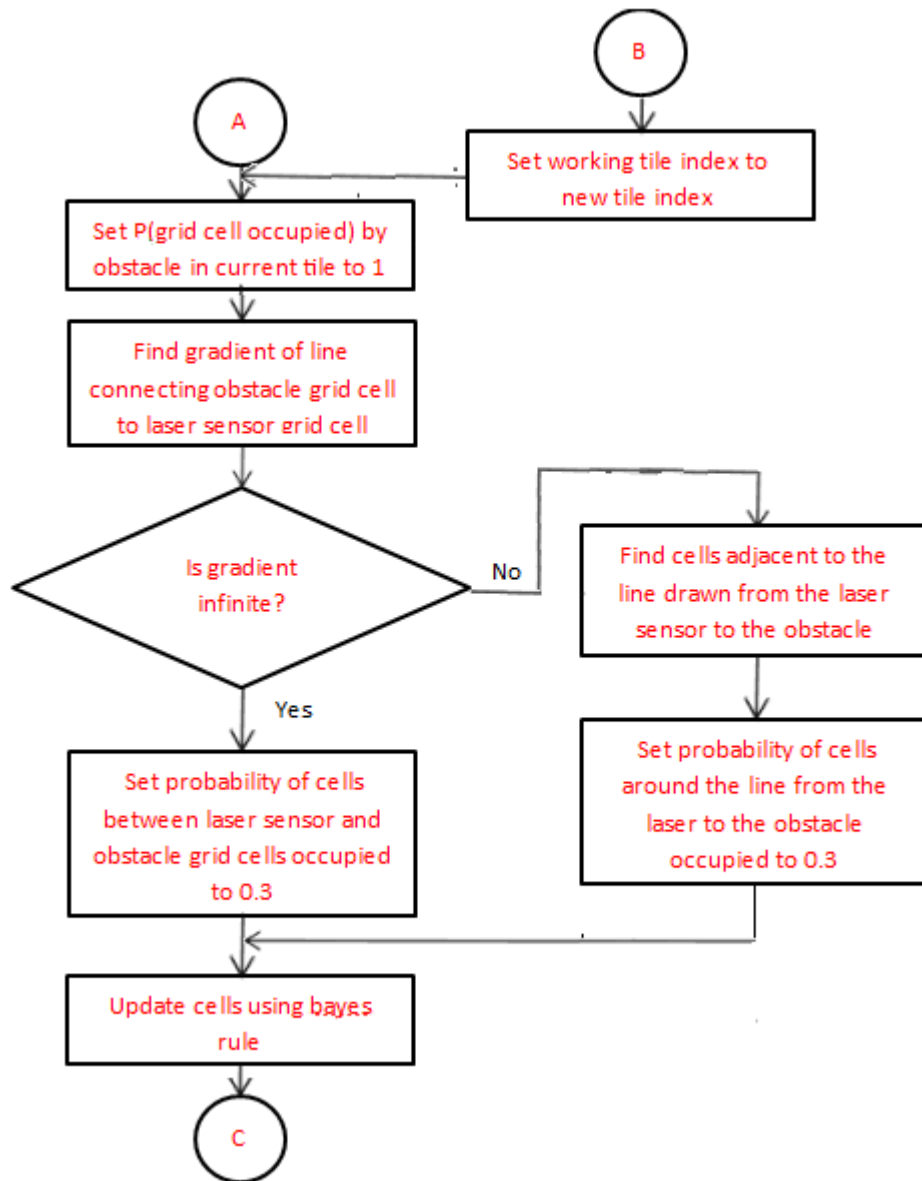 B
A
Set working tile index to
new tile index
Set P(grid cell occupied) by
obstacle in current tile to 1
Find gradient of line
connecting obstacle grid cell
to laser sensor grid cell
Is gradient
infinite?
No
Find cells adjacent to the
line drawn from the laser
sensor to the obstacle
Yes
Set probability of cells
between laser sensor and
obstacle grid cells occupied
to 0.3
Set probability of cells
around the line from the
laser to the obstacle
occupied to 0.3
Update cells using bayes
rule
C